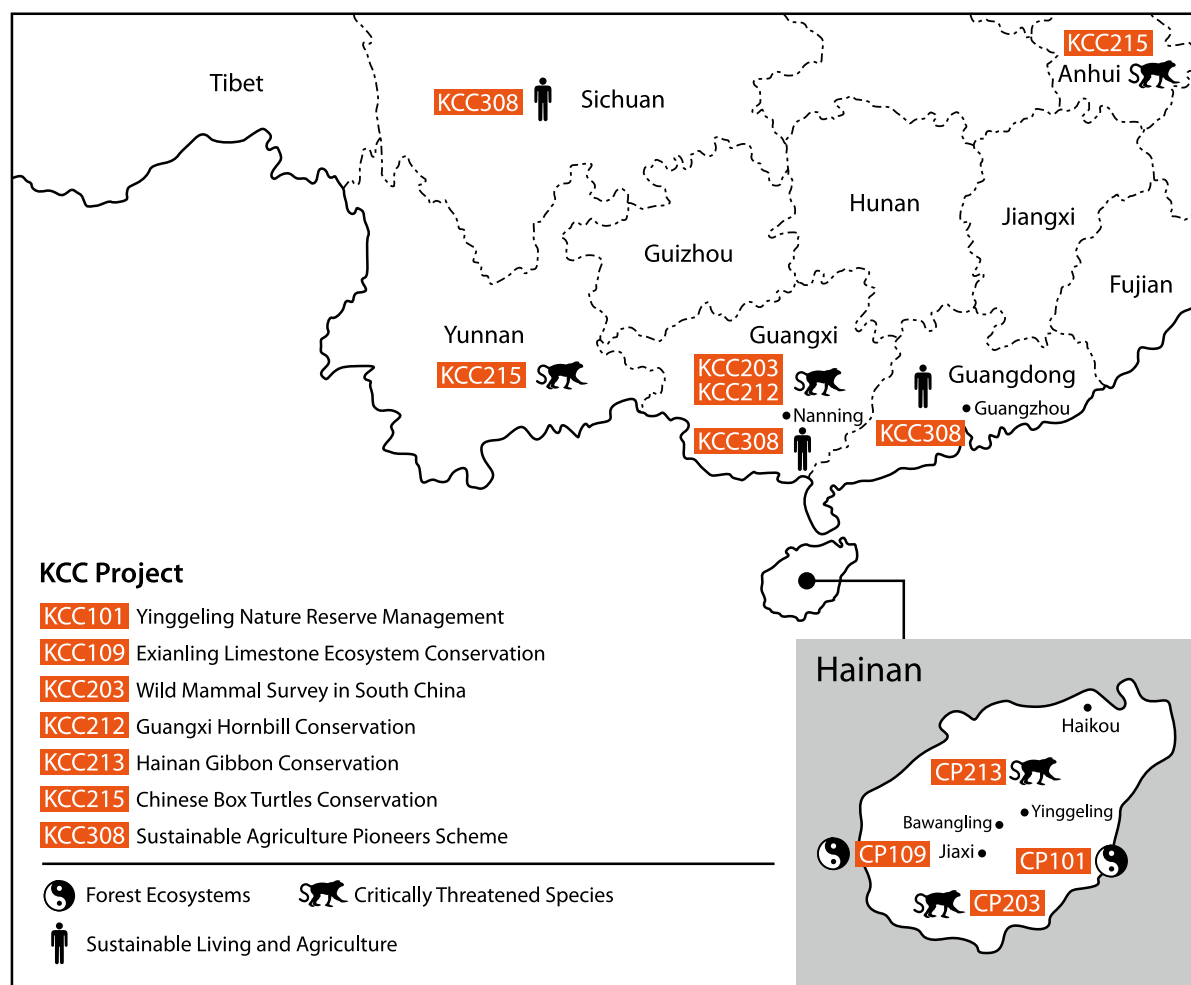 KCC215
Anhui
Tibet
KCC308
Sichuan
Hunan
Jiangxi
Guizhou
Fujian
Yunnan
KCC215
Guangxi
KCC203
KCC212
Nanning
KCC308
Guangdong
Guangzhou
KCC308
KCC Project
KCC101 Yinggeling Nature Reserve Management
KCC109 Exianling Limestone Ecosystem Conservation
KCC203 Wild Mammal Survey in South China
KCC212 Guangxi Hornbill Conservation
KCC213 Hainan Gibbon Conservation
KCC215 Chinese Box Turtles Conservation
KCC308 Sustainable Agriculture Pioneers Scheme
Forest Ecosystems
Critically Threatened Species
Sustainable Living and Agriculture
Hainan
Haikou
CP213
Yinggeling
Bawangling
CP109
Jiaxi
CP101
CP203